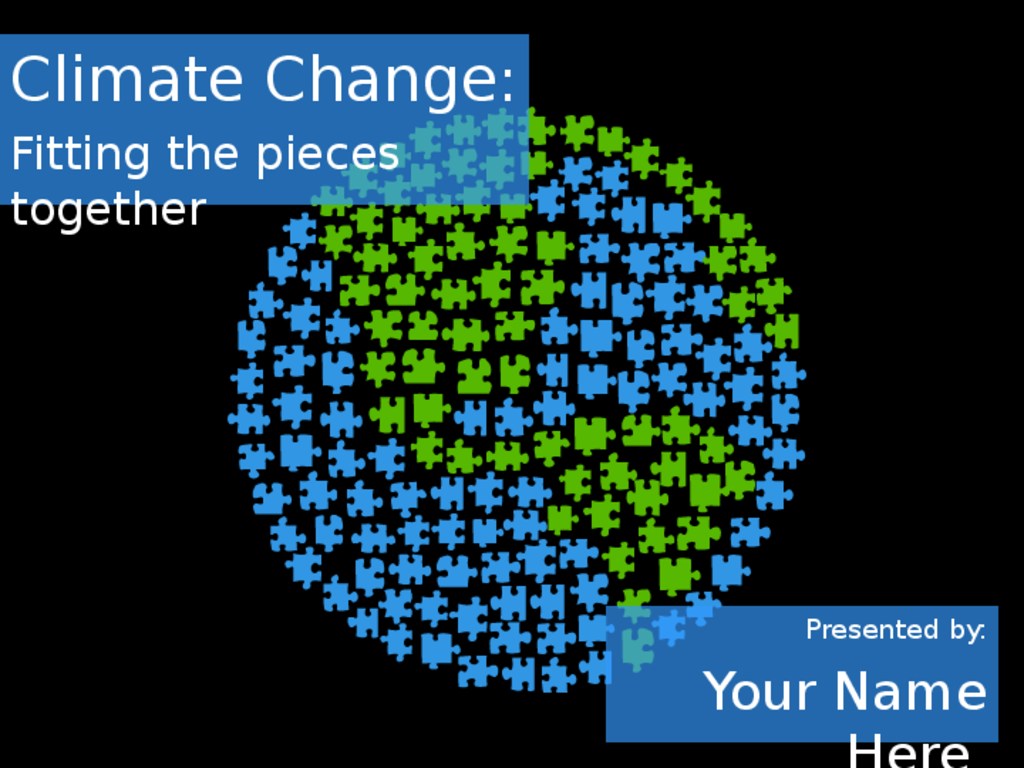 Climate Change:
Fitting the pieces
together
Presented by:
Your Name
Here